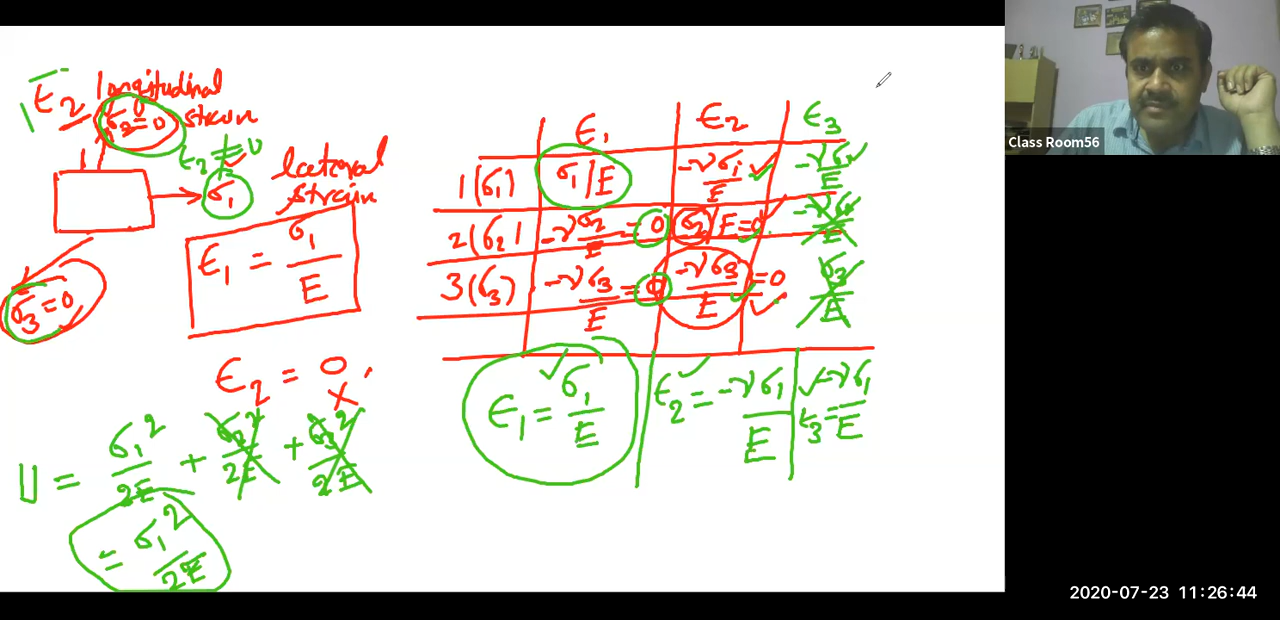 ϵ₂ longitudinal strain
σ₂ = 0
ϵ₂ ≠ 0
σ₁
lateral strain
σ₃ = 0
ϵ₁ = σ₁/E
ϵ₂ = 0 ×
U = σ₁²/2E + σ₂²/2E + σ₃²/2E
= σ₁²/2E
ϵ₁ ϵ₂ ϵ₃
1(σ₁) σ₁/E -νσ₁/E ✓ -νσ₁/E ✓
2(σ₂) -νσ₂/E = 0 σ₂/E = 0 ✓
3(σ₃) -νσ₃/E = 0 -νσ₃/E = 0 ✓ σ₃/E
ϵ₁ = σ₁/E ✓ ϵ₂ = -νσ₁/E ✓ ϵ₃ = -νσ₁/E ✓
Class Room56
2020-07-23 11:26:44